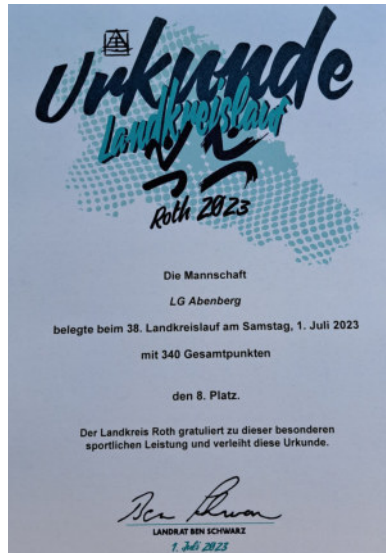 Urkunde
Landkreislauf
Roth 2023
Die Mannschaft
LG Abenberg
belegte beim 38. Landkreislauf am Samstag, 1. Juli 2023
mit 340 Gesamtpunkten
den 8. Platz.
Der Landkreis Roth gratuliert zu dieser besonderen
sportlichen Leistung und verleiht diese Urkunde.
Ben Schwarz
LANDRAT BEN SCHWARZ
1. Juli 2023